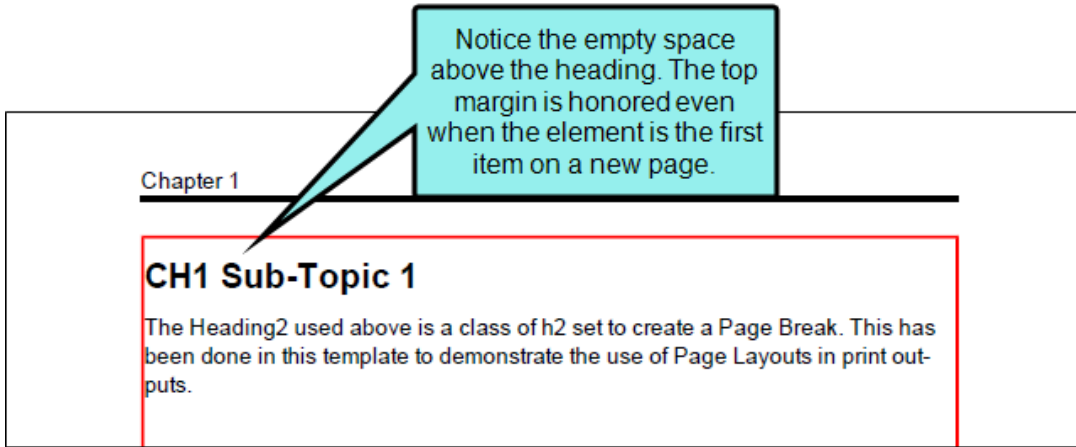 Notice the empty space
above the heading. The top
margin is honored even
when the element is the first
item on a new page.
Chapter 1
CH1 Sub-Topic 1
The Heading2 used above is a class of h2 set to create a Page Break. This has
been done in this template to demonstrate the use of Page Layouts in print out-
puts.